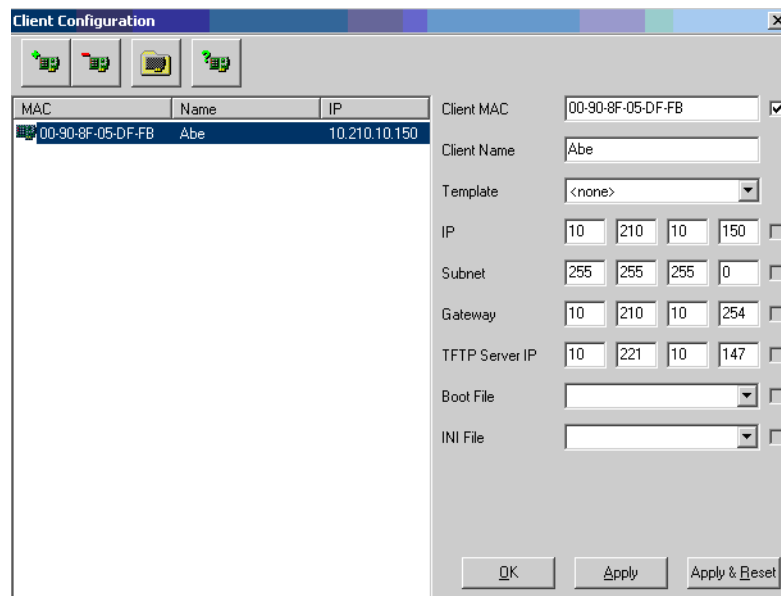 Client Configuration
MAC Name IP
00-90-8F-05-DF-FB Abe 10.210.10.150
Client MAC 00-90-8F-05-DF-FB
Client Name Abe
Template <none>
IP 10 210 10 150
Subnet 255 255 255 0
Gateway 10 210 10 254
TFTP Server IP 10 221 10 147
Boot File
INI File
OK Apply Apply & Reset